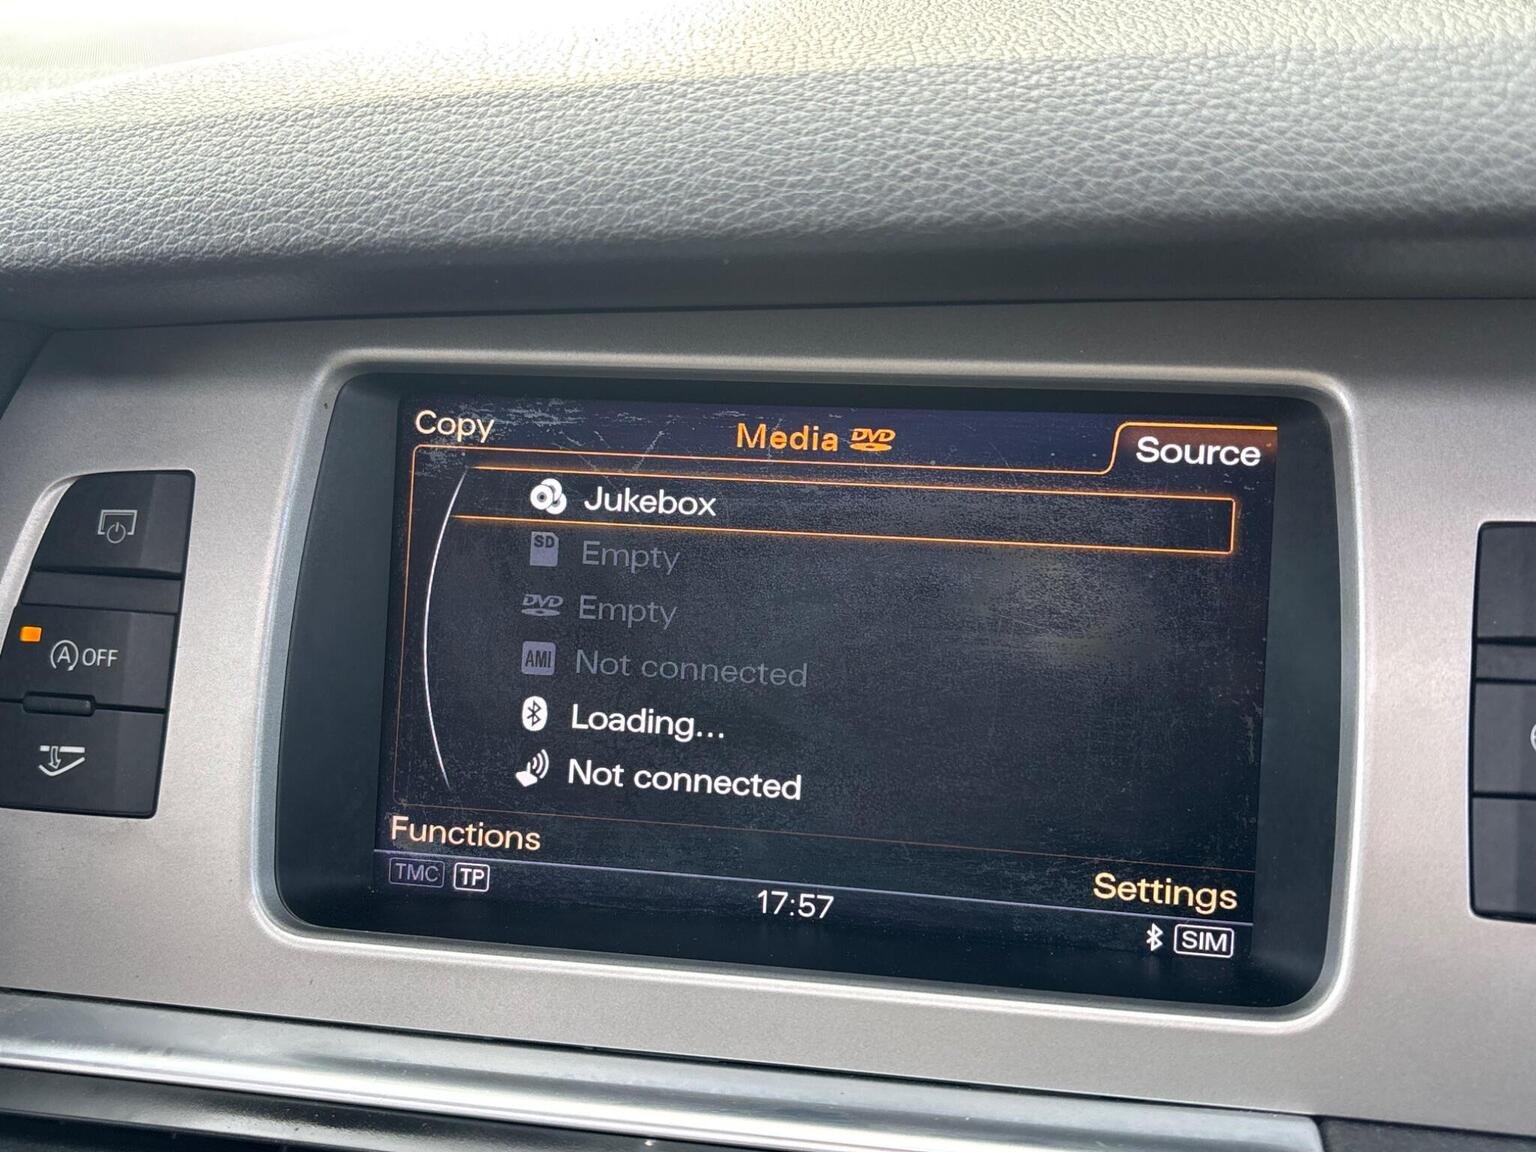 Copy
Media DVD
Source
Jukebox
SD Empty
DVD Empty
AMI Not connected
Loading...
Not connected
Functions
Settings
TMC TP
17:57
SIM
A OFF